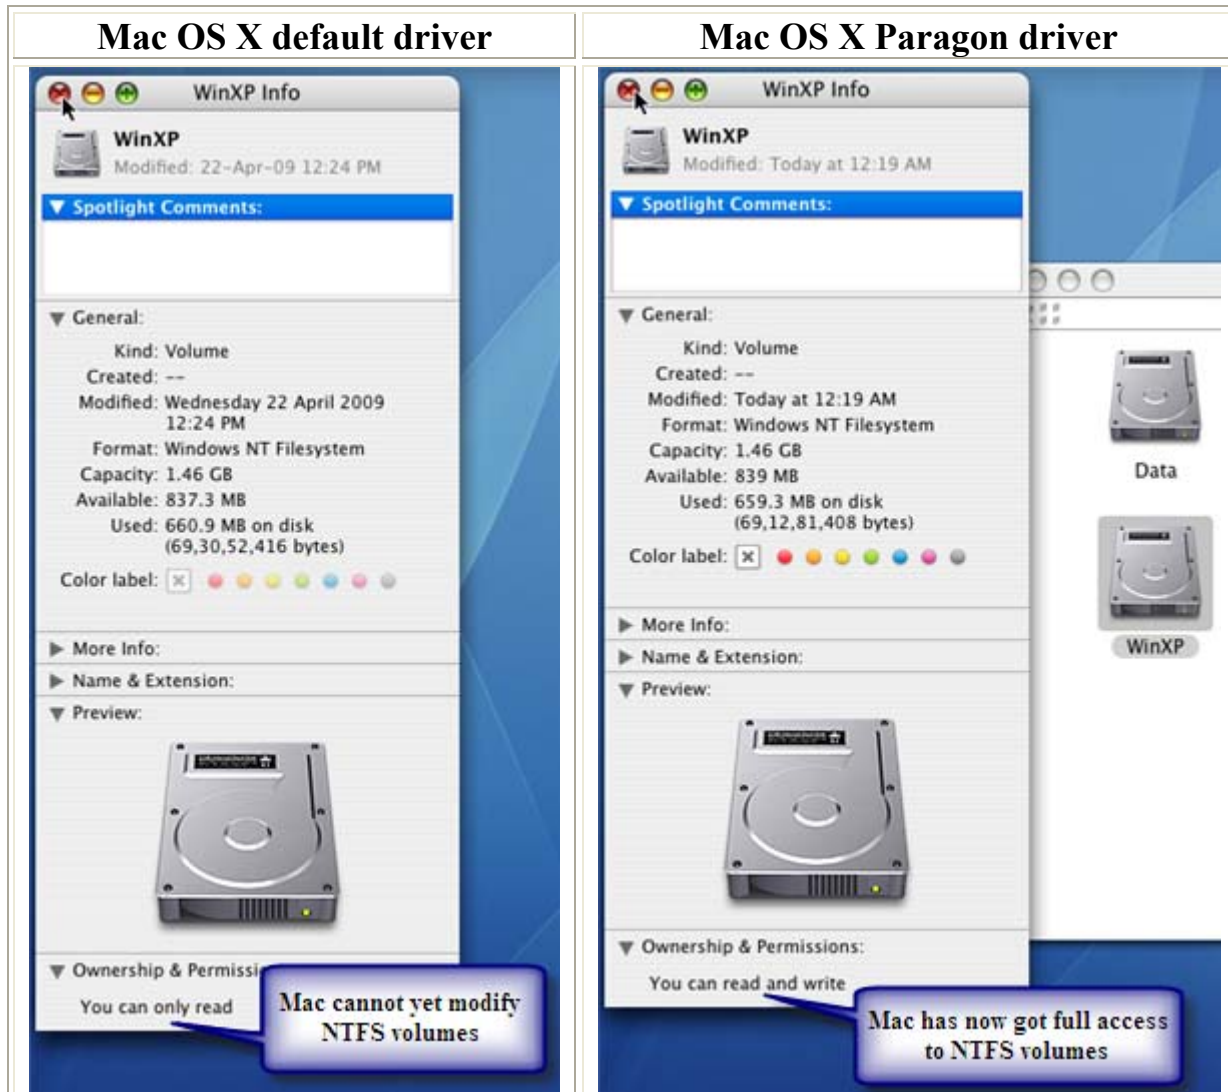 Mac OS X default driver
Mac OS X Paragon driver
WinXP Info
WinXP
Modified: 22-Apr-09 12:24 PM
Spotlight Comments:
General:
Kind: Volume
Created: --
Modified: Wednesday 22 April 2009
12:24 PM
Format: Windows NT Filesystem
Capacity: 1.46 GB
Available: 837.3 MB
Used: 660.9 MB on disk
(69,30,52,416 bytes)
Color label:
More Info:
Name & Extension:
Preview:
Ownership & Permissi
You can only read
Mac cannot yet modify
NTFS volumes
WinXP Info
WinXP
Modified: Today at 12:19 AM
Spotlight Comments:
General:
Kind: Volume
Created: --
Modified: Today at 12:19 AM
Format: Windows NT Filesystem
Capacity: 1.46 GB
Available: 839 MB
Used: 659.3 MB on disk
(69,12,81,408 bytes)
Color label:
More Info:
Name & Extension:
Preview:
Ownership & Permissions:
You can read and write
Mac has now got full access
to NTFS volumes
Data
WinXP